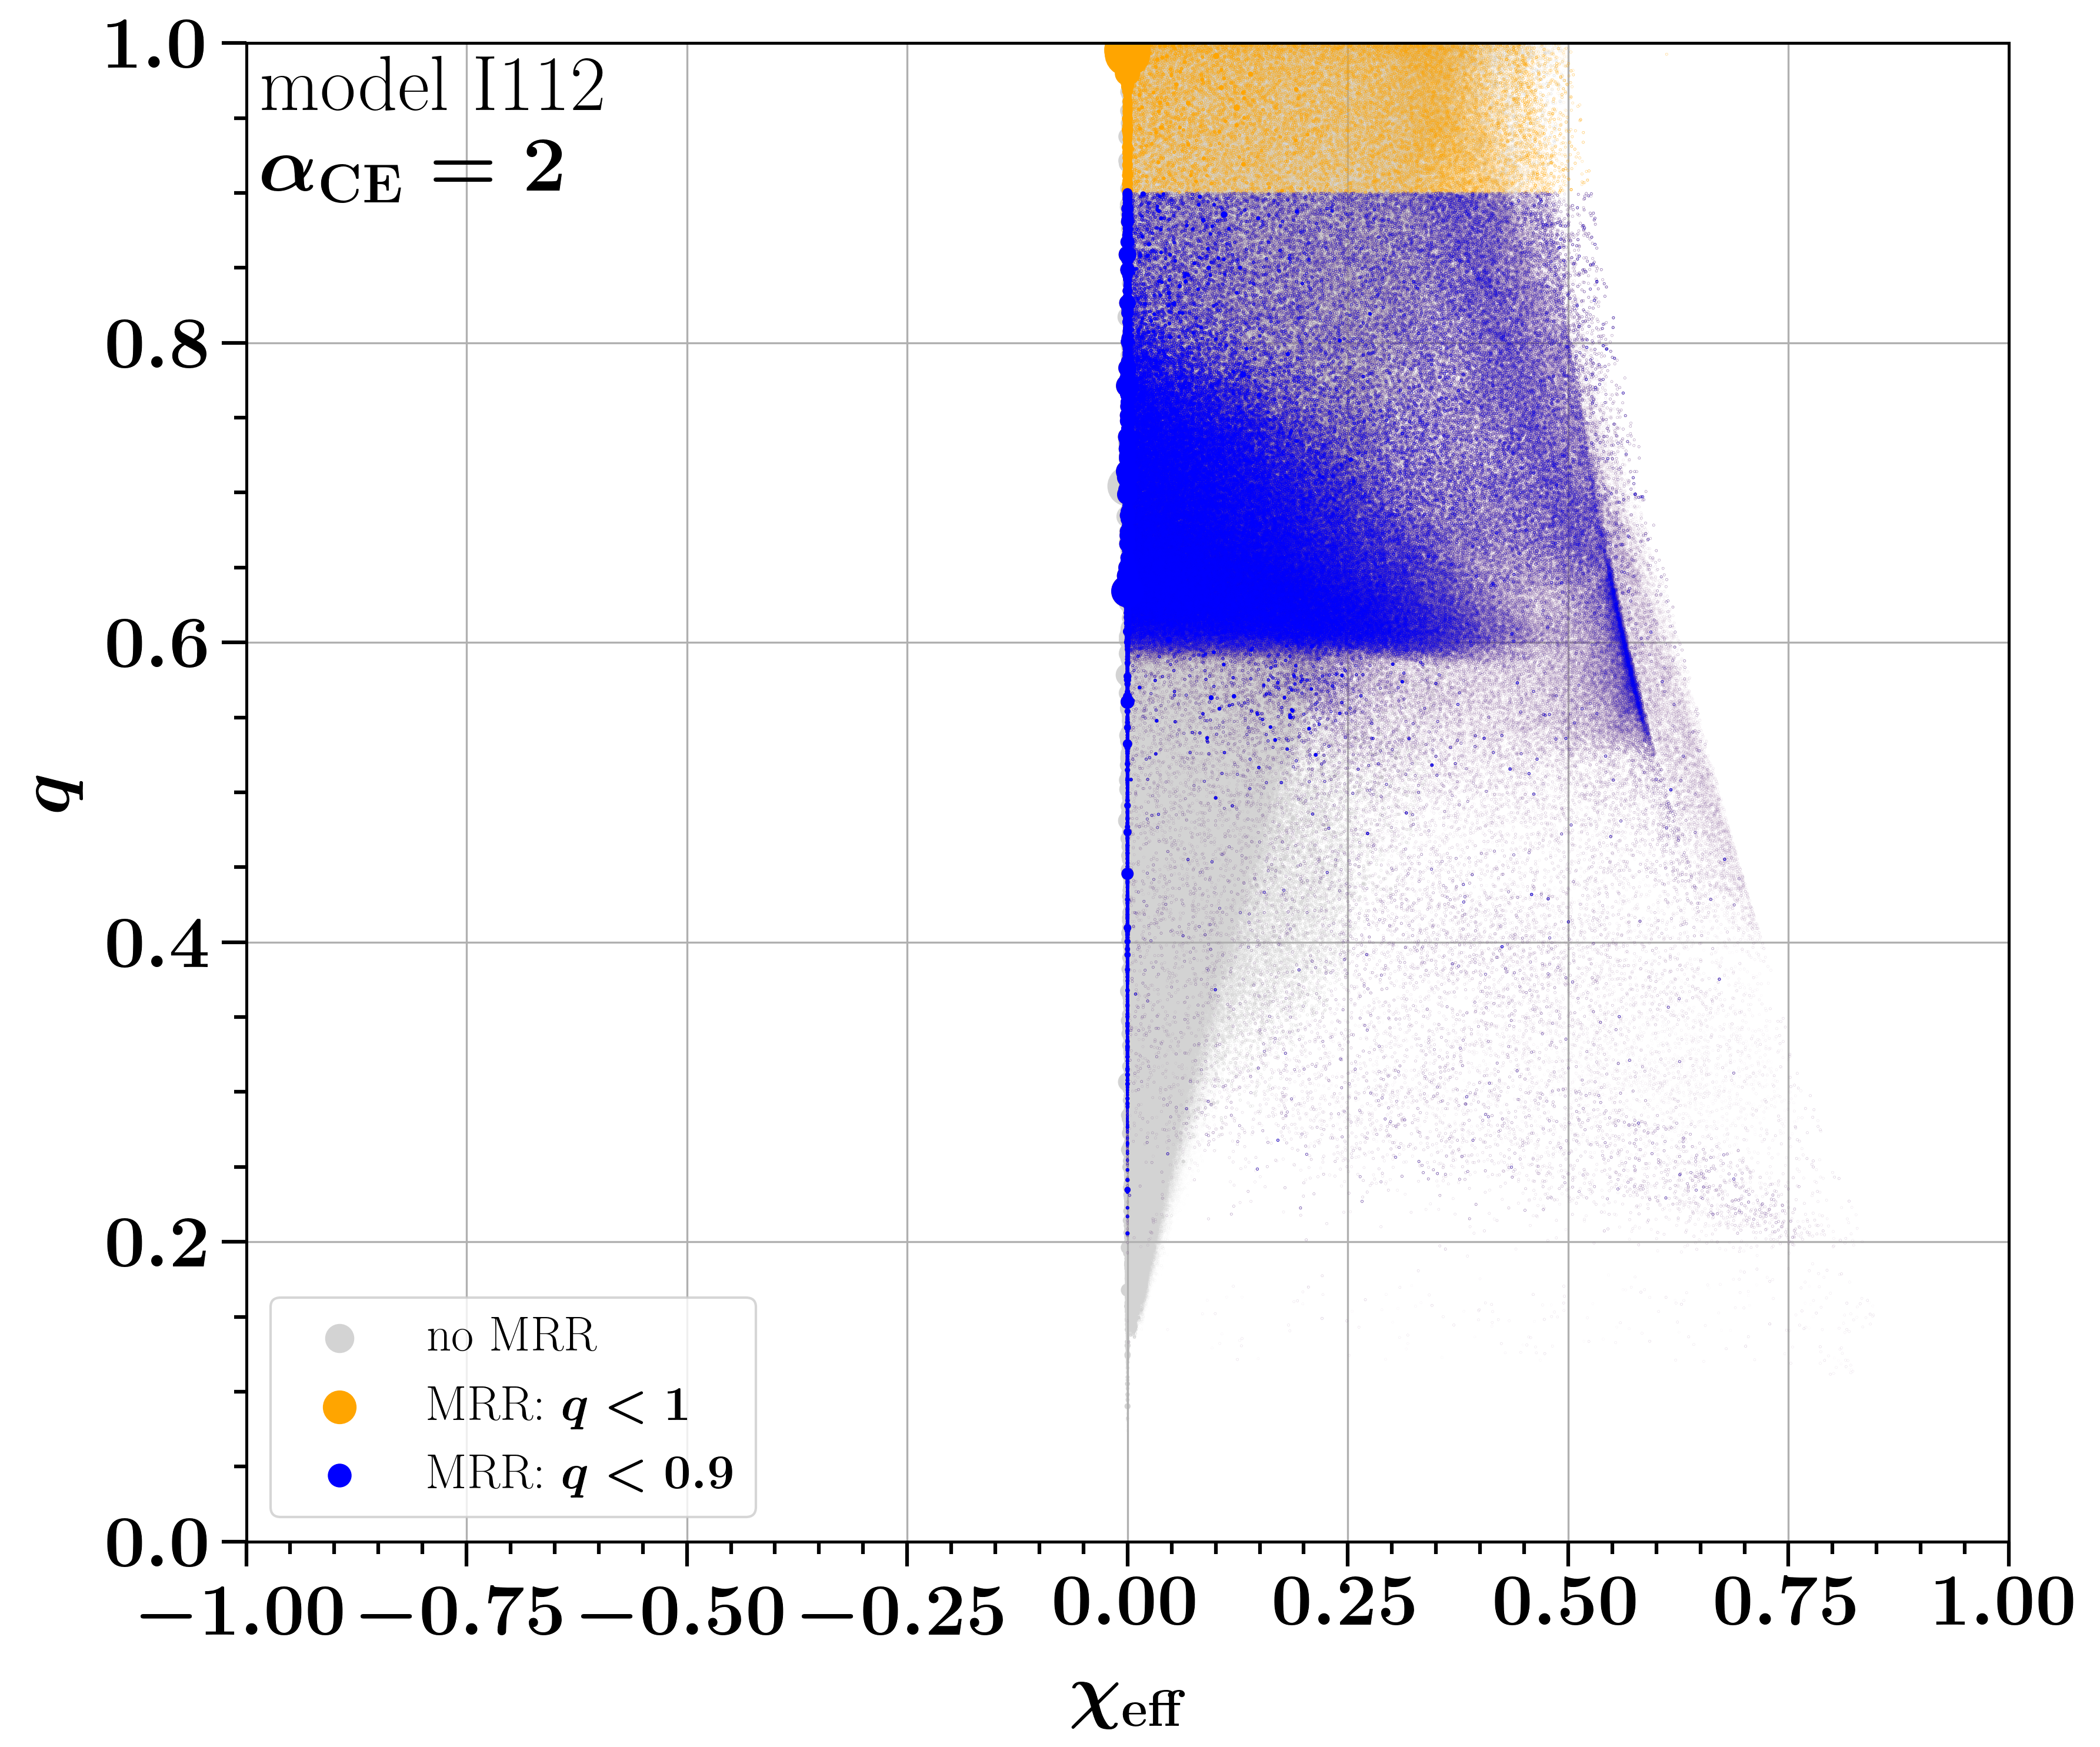 model I112
α_CE = 2
1.0
0.8
0.6
0.4
0.2
0.0
q
no MRR
MRR: q < 1
MRR: q < 0.9
−1.00 −0.75 −0.50 −0.25 0.00 0.25 0.50 0.75 1.00
χ_eff